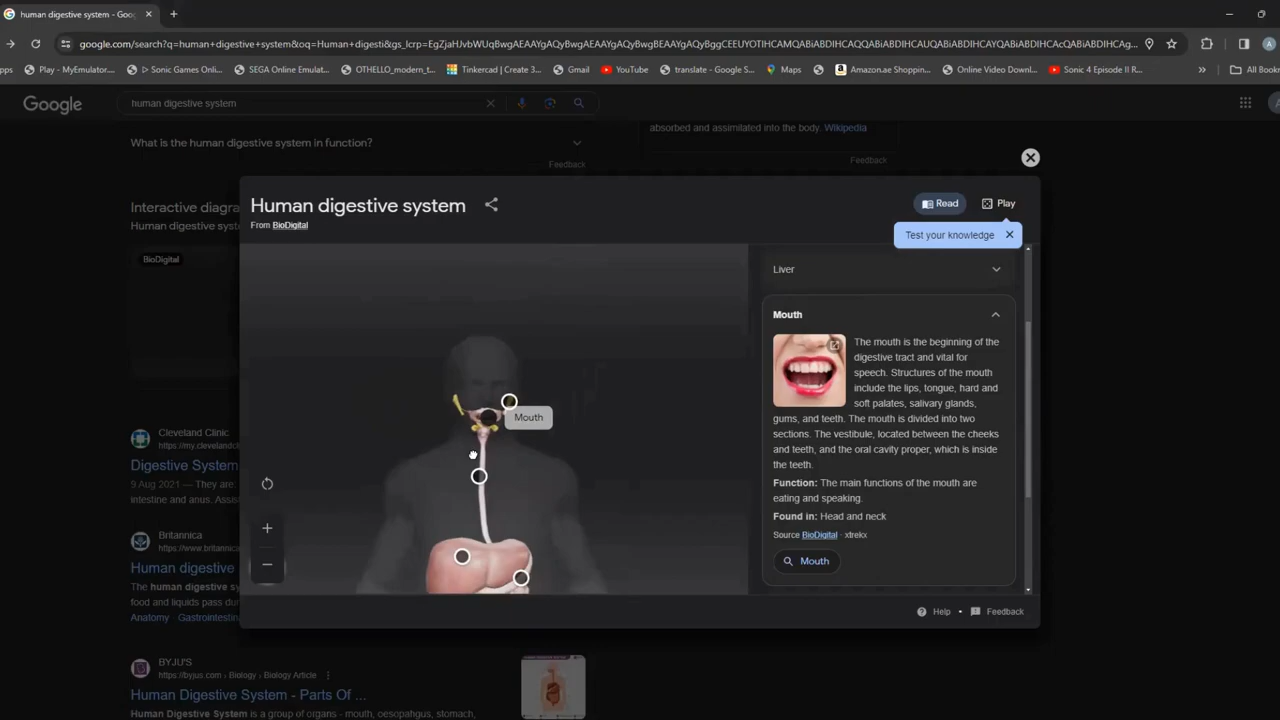 human digestive system - Goo
google.com/search?q=human+digestive+system&oq=Human+digesti&gs_lcrp=EgZjaHJvbWUqBwgAEAAYgAQyBwgAEAAYgAQyBwgBEAAYgAQyBggCEEUYOTIHCAMQABiABDIHCAQQABiABDIHCAUQABiABDIHCAYQABiABDIHCAcQABiABDIHCAgQA...
pps
Play - MyEmulator....
Sonic Games Onli...
SEGA Online Emulat...
OTHELLO_modern_t...
Tinkercad | Create 3...
Gmail
YouTube
translate - Google S...
Maps
Amazon.ae Shoppin...
Online Video Downl...
Sonic 4 Episode II R...
»
All Book
Google
human digestive system
absorbed and assimilated into the body. Wikipedia
What is the human digestive system in function?
Feedback
Feedback
Interactive diagra
Human digestive syst
BioDigital
Human digestive system
From BioDigital
Read
Play
Test your knowledge
Mouth
Liver
Mouth
The mouth is the beginning of the
digestive tract and vital for
speech. Structures of the mouth
include the lips, tongue, hard and
soft palates, salivary glands,
gums, and teeth. The mouth is divided into two
sections. The vestibule, located between the cheeks
and teeth, and the oral cavity proper, which is inside
the teeth.
Function: The main functions of the mouth are
eating and speaking.
Found in: Head and neck
Source BioDigital · xtrekx
Mouth
Help
Feedback
Cleveland Clinic
https://my.cleveland
Digestive System
9 Aug 2021 — They are:
intestine and anus. Assis
Britannica
https://www.britannic
Human digestive
The human digestive sy
food and liquids pass du
Anatomy · Gastrointestin
BYJU'S
https://byjus.com › Biology › Biology Article
Human Digestive System - Parts Of ...
Human Digestive System is a group of organs - mouth, oesophagus, stomach,